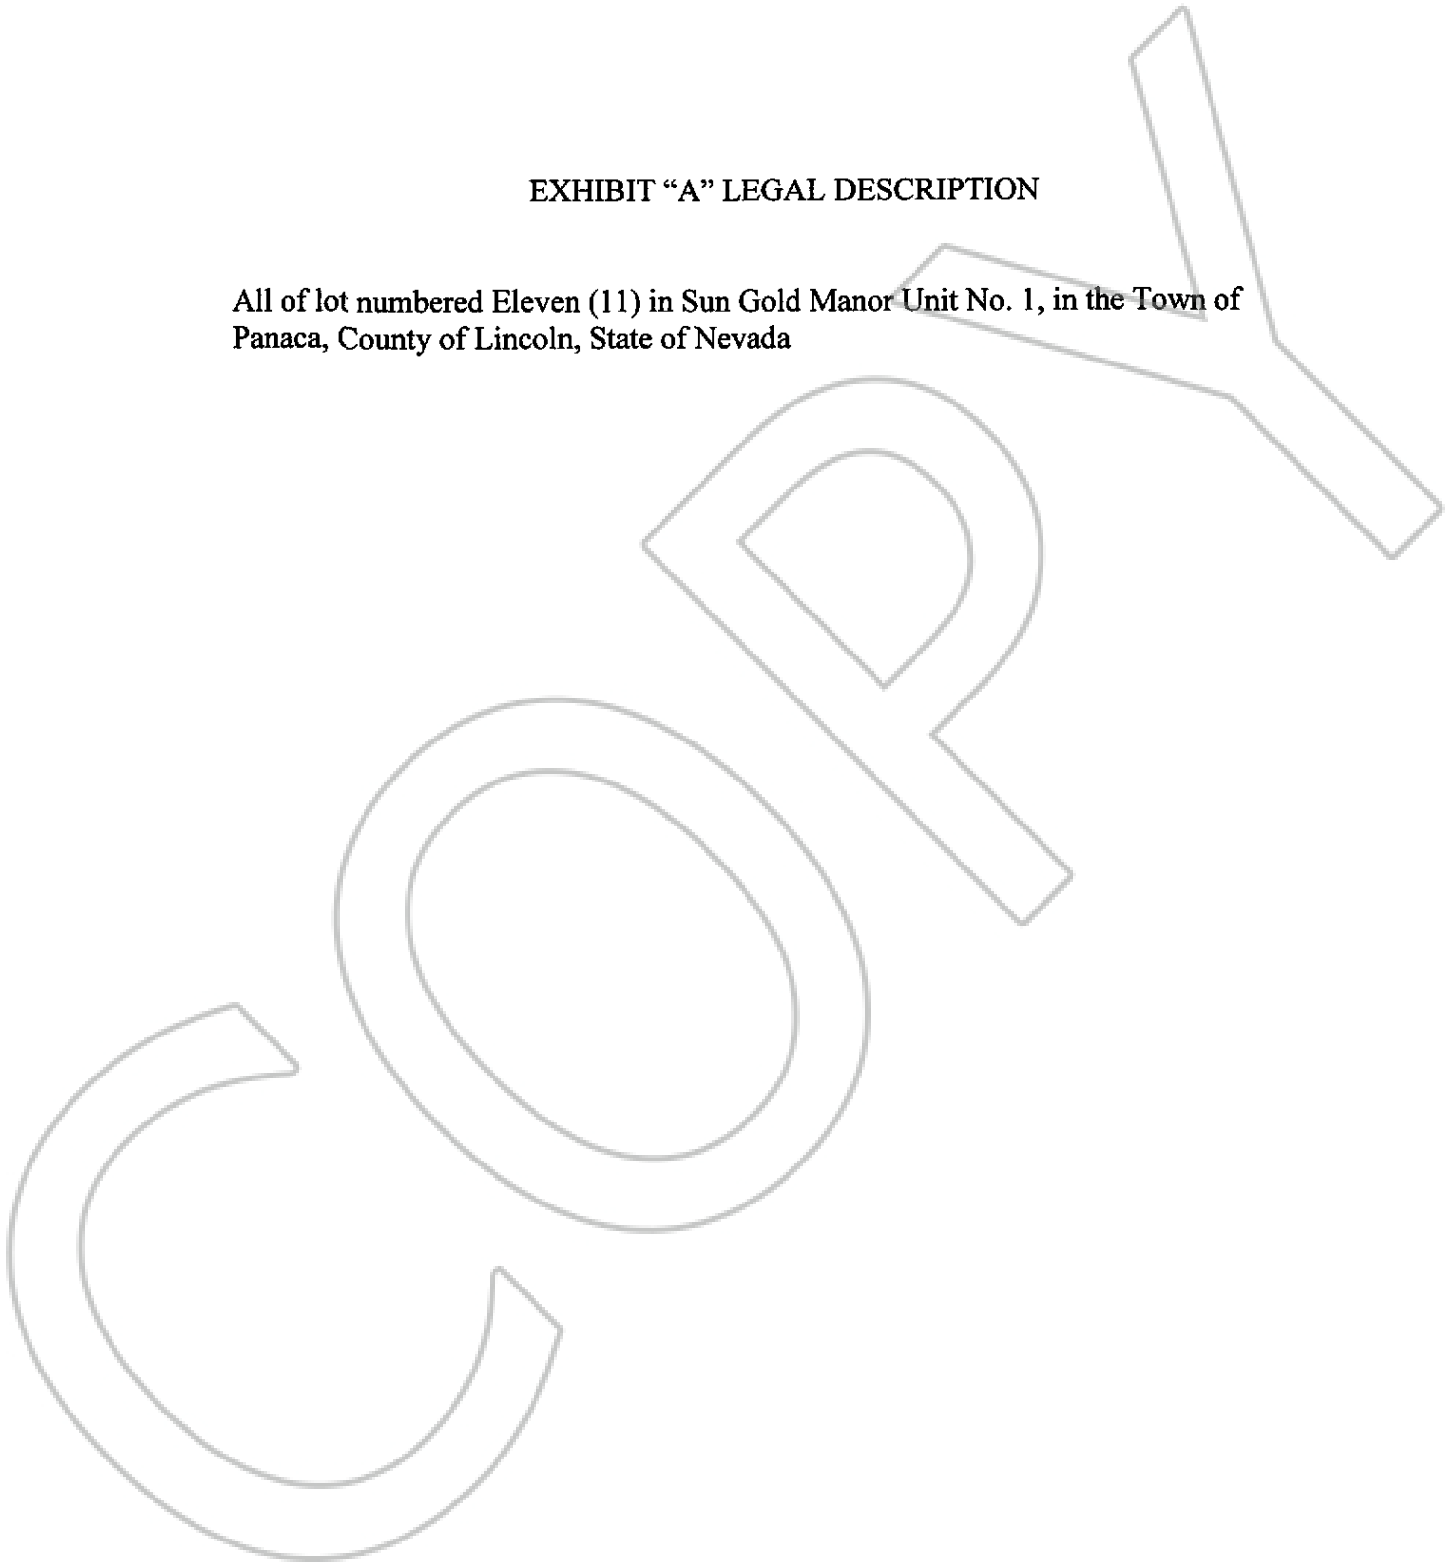 EXHIBIT “A” LEGAL DESCRIPTION
All of lot numbered Eleven (11) in Sun Gold Manor Unit No. 1, in the Town of
Panaca, County of Lincoln, State of Nevada
COPY